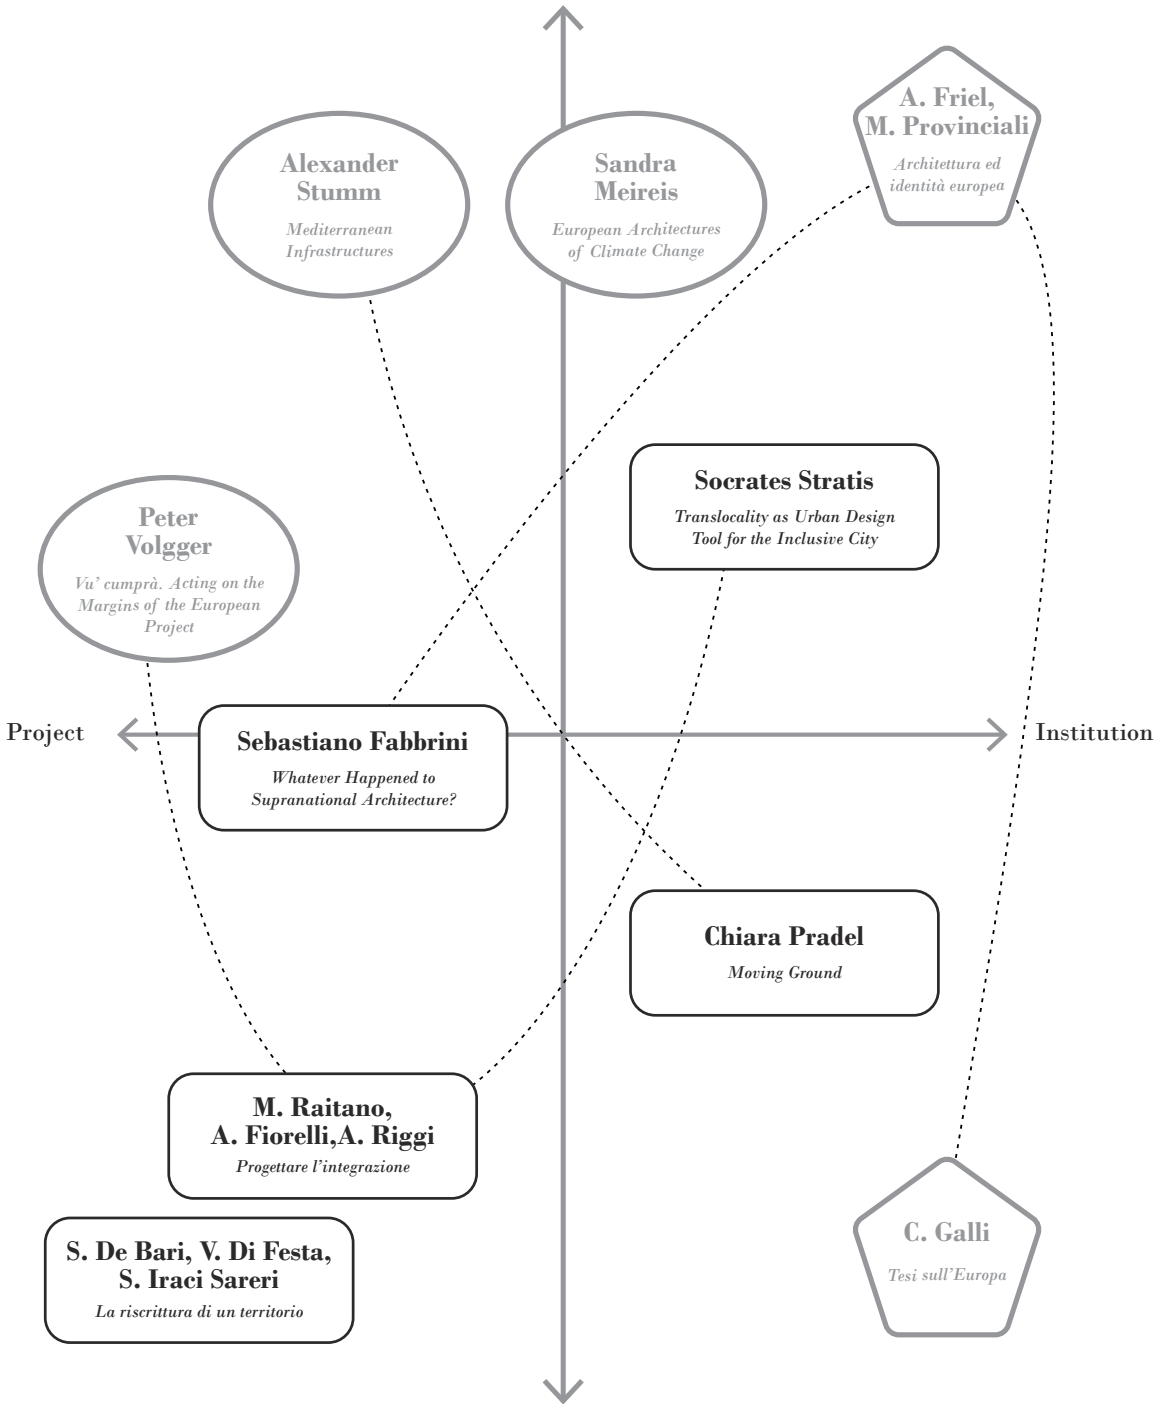 A. Friel,
M. Provinciali
Architettura ed
identità europea
Alexander
Stumm
Mediterranean
Infrastructures
Sandra
Meireis
European Architectures
of Climate Change
Socrates Stratis
Translocality as Urban Design
Tool for the Inclusive City
Peter
Volgger
Vu’ cumprà. Acting on the
Margins of the European
Project
Project
Institution
Sebastiano Fabbrini
Whatever Happened to
Supranational Architecture?
Chiara Pradel
Moving Ground
M. Raitano,
A. Fiorelli,A. Riggi
Progettare l’integrazione
C. Galli
Tesi sull’Europa
S. De Bari, V. Di Festa,
S. Iraci Sareri
La riscrittura di un territorio